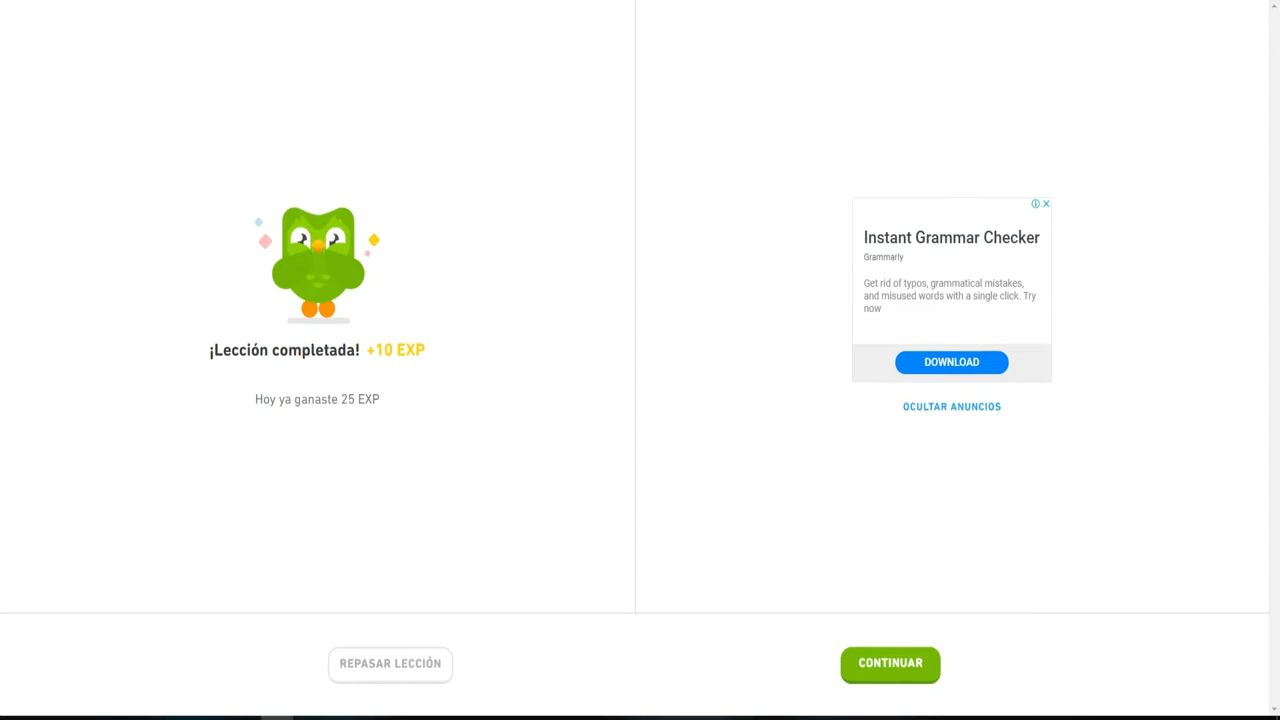 ¡Lección completada! +10 EXP
Hoy ya ganaste 25 EXP
Instant Grammar Checker
Grammarly
Get rid of typos, grammatical mistakes,
and misused words with a single click. Try
now
DOWNLOAD
OCULTAR ANUNCIOS
REPASAR LECCIÓN
CONTINUAR